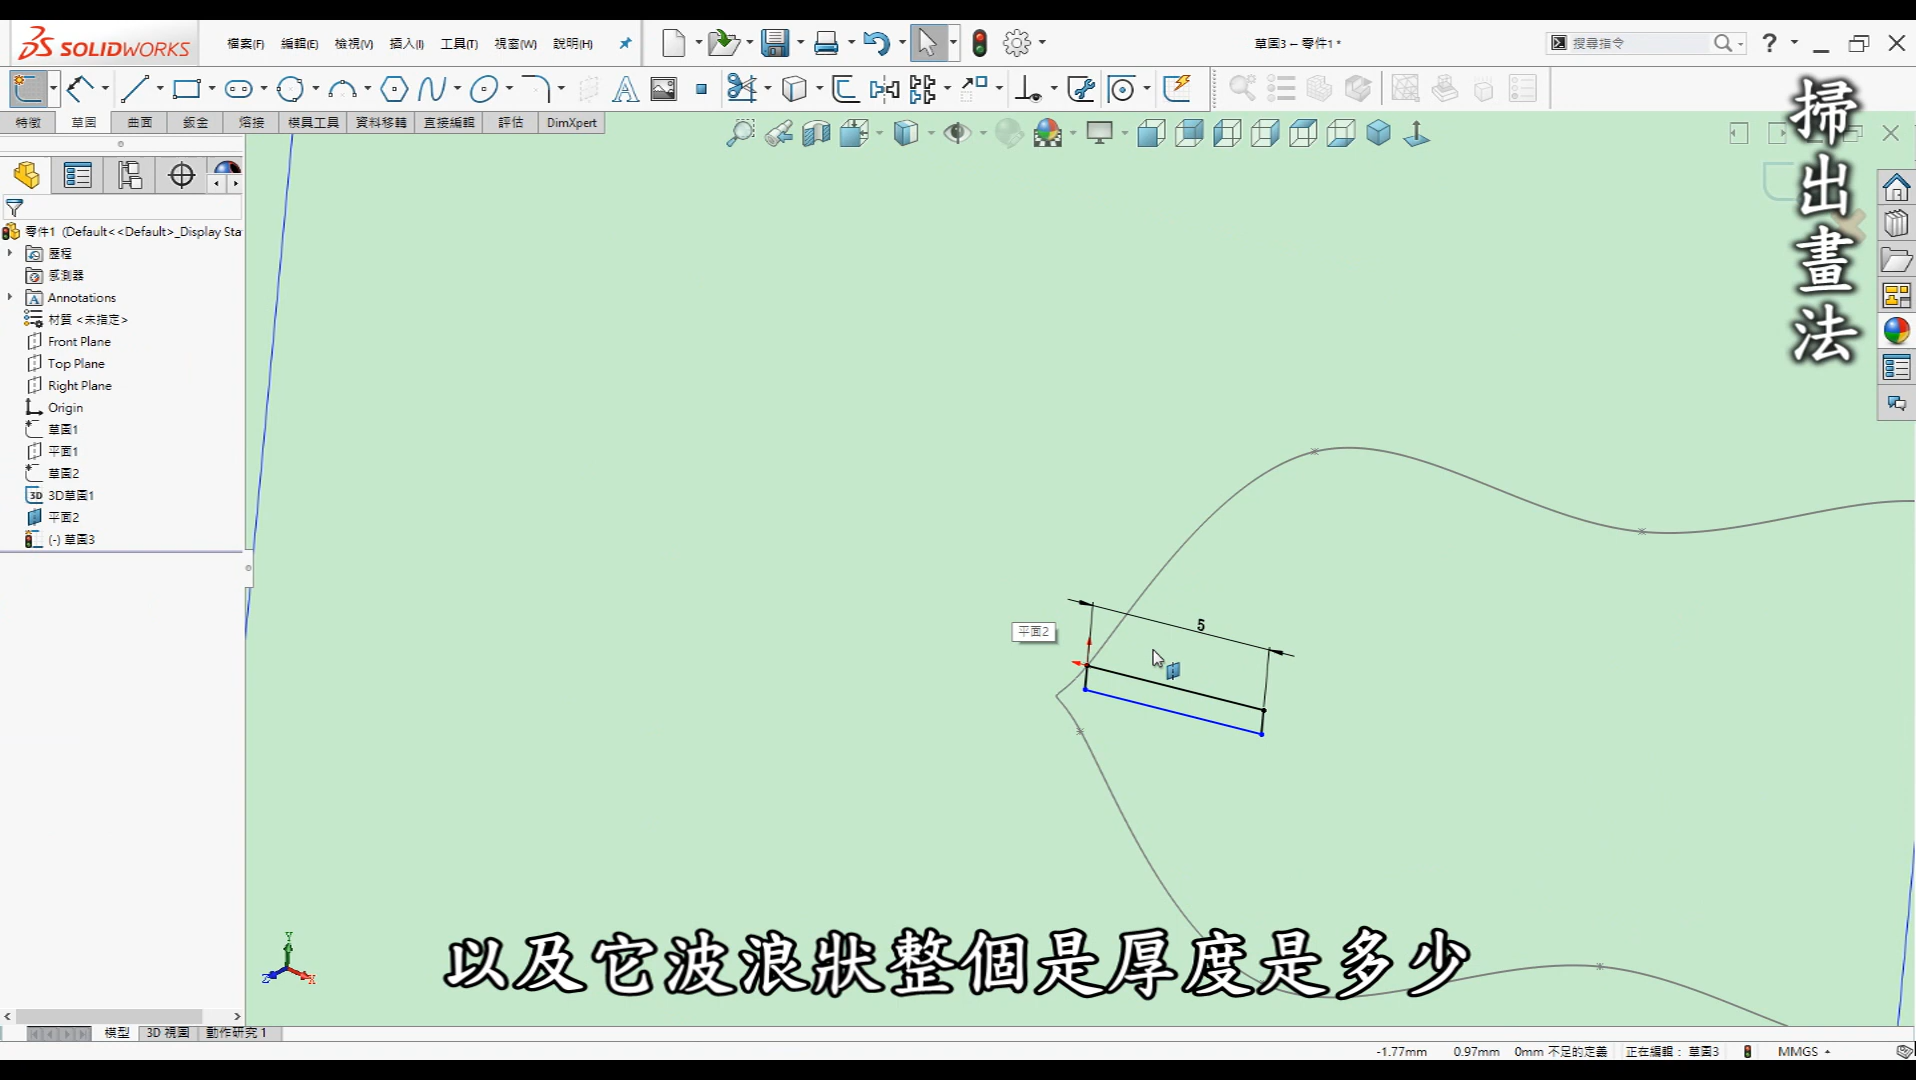 SOLIDWORKS
檔案(F) 編輯(E) 檢視(V) 插入(I) 工具(T) 視窗(W) 說明(H)
草圖3 – 零件1 *
搜尋指令
特徵 草圖 曲面 鈑金 熔接 模具工具 資料移轉 直接編輯 評估 DimXpert
零件1 (Default<<Default>_Display Sta
歷程
感測器
Annotations
材質 <未指定>
Front Plane
Top Plane
Right Plane
Origin
草圖1
平面1
草圖2
3D草圖1
平面2
(-) 草圖3
掃出畫法
5
平面2
Y
Z
X
以及它波浪狀整個是厚度是多少
模型 3D 視圖 動作研究 1
-1.77mm 0.97mm 0mm 不足的定義 正在編輯： 草圖3 MMGS